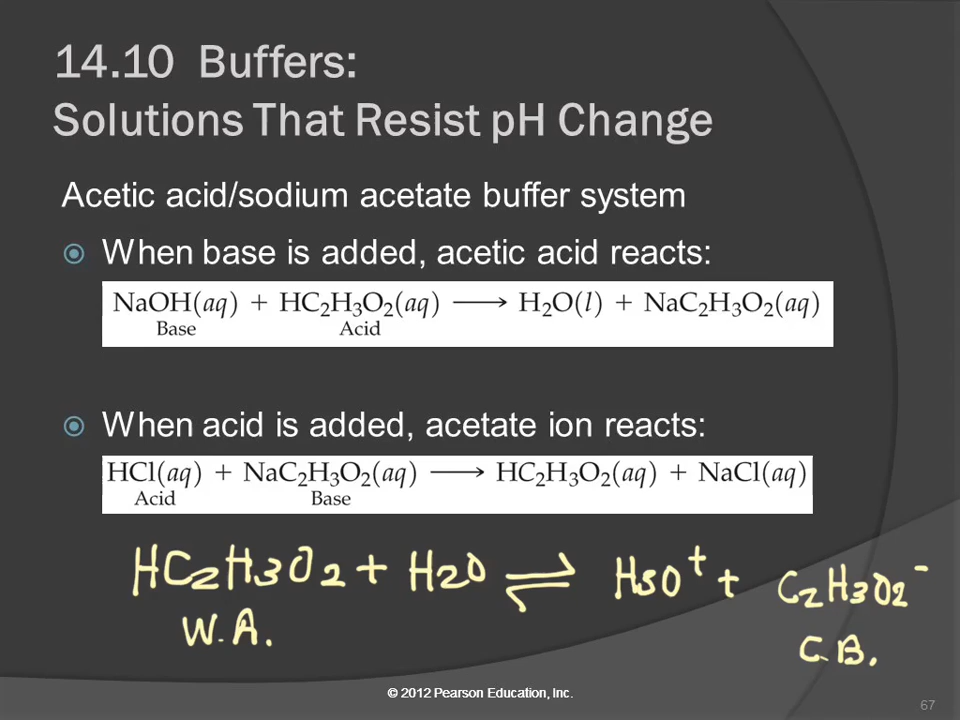 14.10 Buffers:
Solutions That Resist pH Change
Acetic acid/sodium acetate buffer system
When base is added, acetic acid reacts:
NaOH(aq) + HC₂H₃O₂(aq) ⟶ H₂O(l) + NaC₂H₃O₂(aq)
Base Acid
When acid is added, acetate ion reacts:
HCl(aq) + NaC₂H₃O₂(aq) ⟶ HC₂H₃O₂(aq) + NaCl(aq)
Acid Base
HC₂H₃O₂ + H₂O ⇌ H₃O⁺ + C₂H₃O₂⁻
W.A. C.B.
© 2012 Pearson Education, Inc.
67